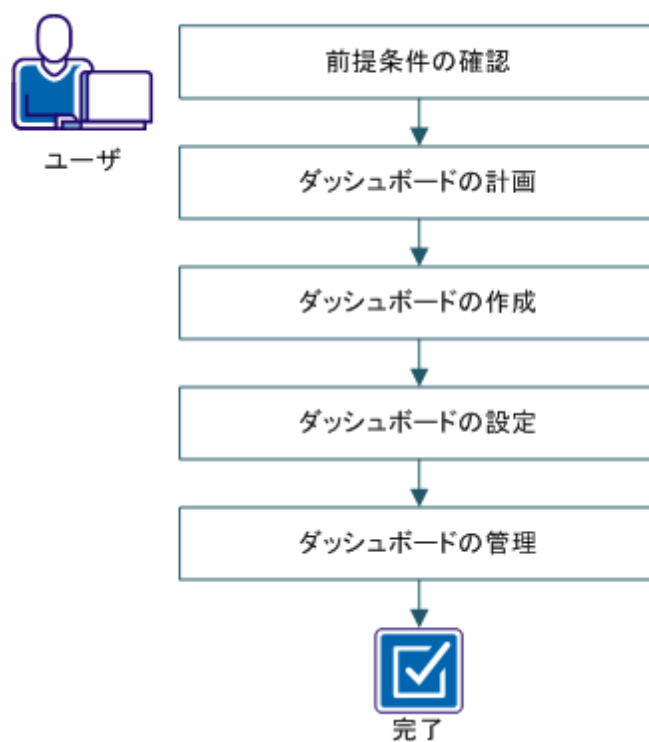 前提条件の確認
ユーザ
ダッシュボードの計画
ダッシュボードの作成
ダッシュボードの設定
ダッシュボードの管理
完了